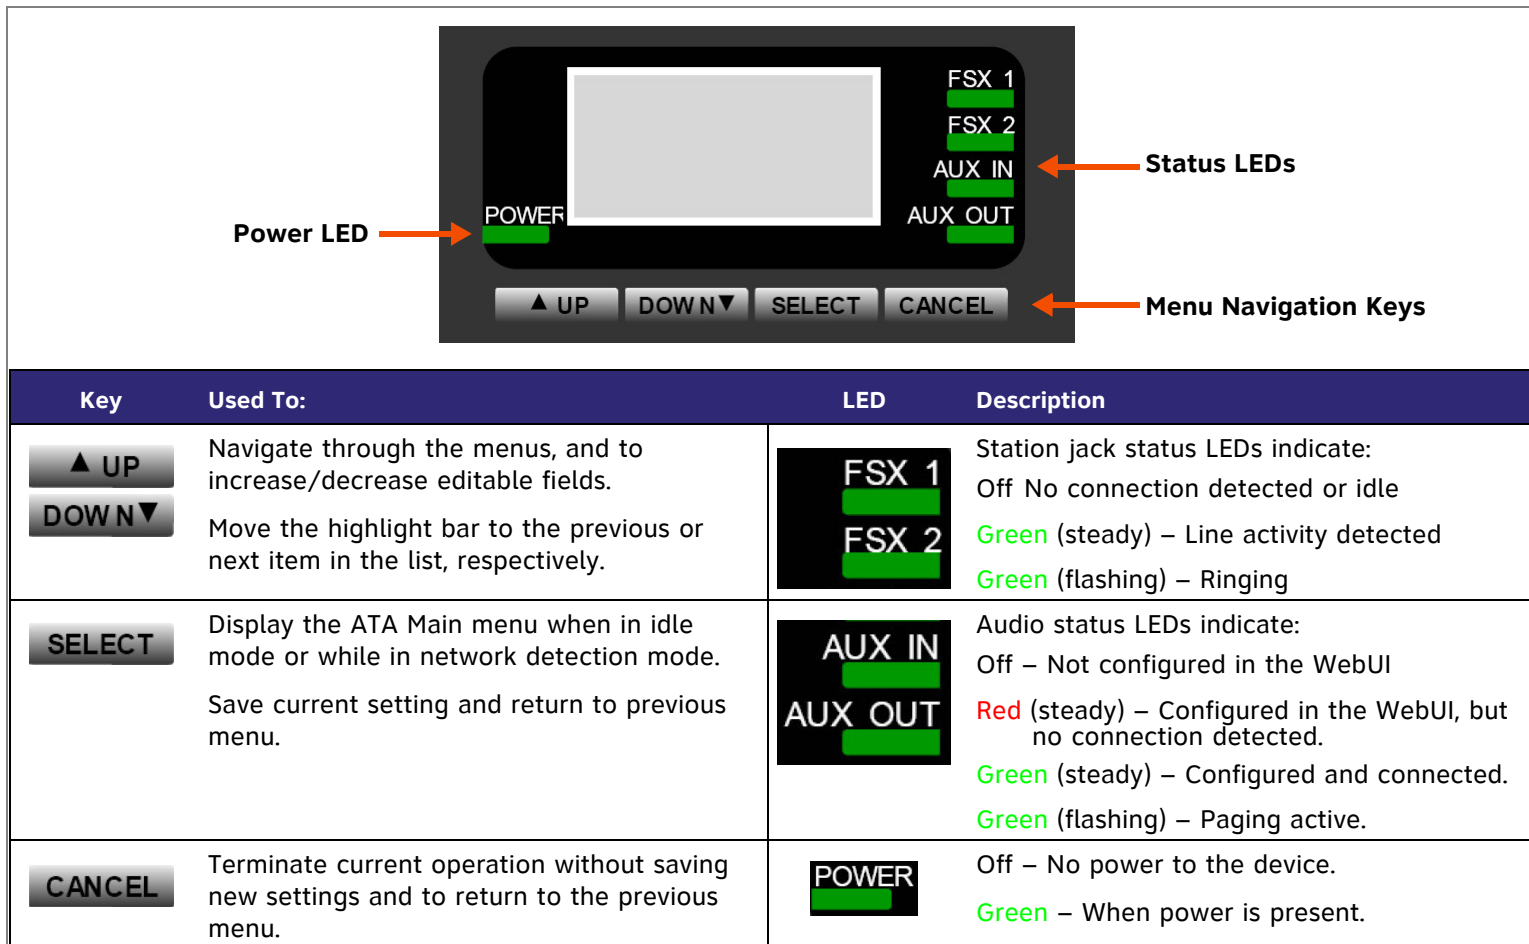 FSX 1
FSX 2
AUX IN
AUX OUT
POWER
Status LEDs
Power LED
▲ UP DOWN▼ SELECT CANCEL
Menu Navigation Keys
Key Used To: LED Description
▲ UP
DOWN▼
Navigate through the menus, and to
increase/decrease editable fields.
Move the highlight bar to the previous or
next item in the list, respectively.
FSX 1
FSX 2
Station jack status LEDs indicate:
Off No connection detected or idle
Green (steady) – Line activity detected
Green (flashing) – Ringing
SELECT
Display the ATA Main menu when in idle
mode or while in network detection mode.
Save current setting and return to previous
menu.
AUX IN
AUX OUT
Audio status LEDs indicate:
Off – Not configured in the WebUI
Red (steady) – Configured in the WebUI, but
no connection detected.
Green (steady) – Configured and connected.
Green (flashing) – Paging active.
CANCEL
Terminate current operation without saving
new settings and to return to the previous
menu.
POWER
Off – No power to the device.
Green – When power is present.